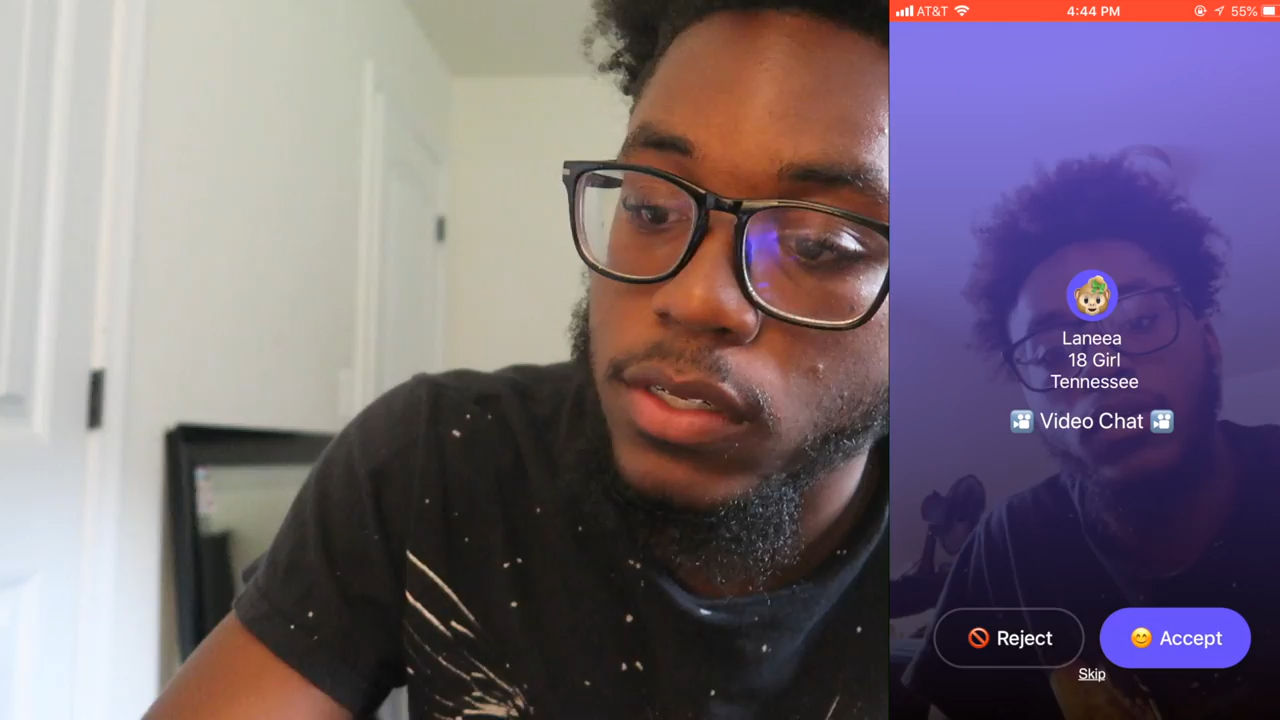 AT&T 4:44 PM 55%
Laneea
18 Girl
Tennessee
Video Chat
Reject
Accept
Skip